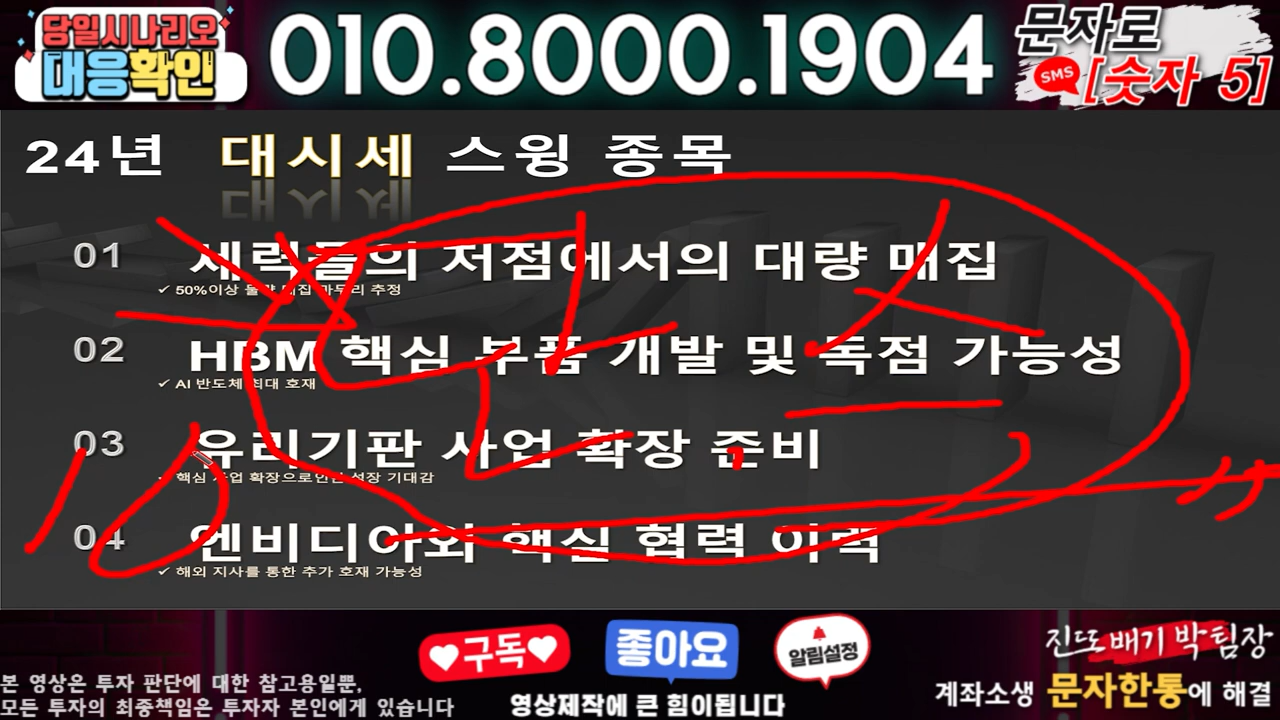 당일시나리오
대응확인
010.8000.1904
문자로
SMS [숫자 5]
24년 대시세 스윙 종목
01 세력들의 저점에서의 대량 매집
✓ 50%이상 물량 매집 마무리 추정
02 HBM 핵심 부품 개발 및 독점 가능성
✓ AI 반도체 최대 호재
03 유리기판 사업 확장 준비
✓ 핵심 사업 확장으로인한 성장 기대감
04 엔비디아와 핵심 협력 이력
✓ 해외 지사를 통한 추가 호재 가능성
구독
좋아요
알림설정
영상제작에 큰 힘이됩니다
본 영상은 투자 판단에 대한 참고용일뿐,
모든 투자의 최종책임은 투자자 본인에게 있습니다
진또배기 박팀장
계좌소생 문자한통에 해결